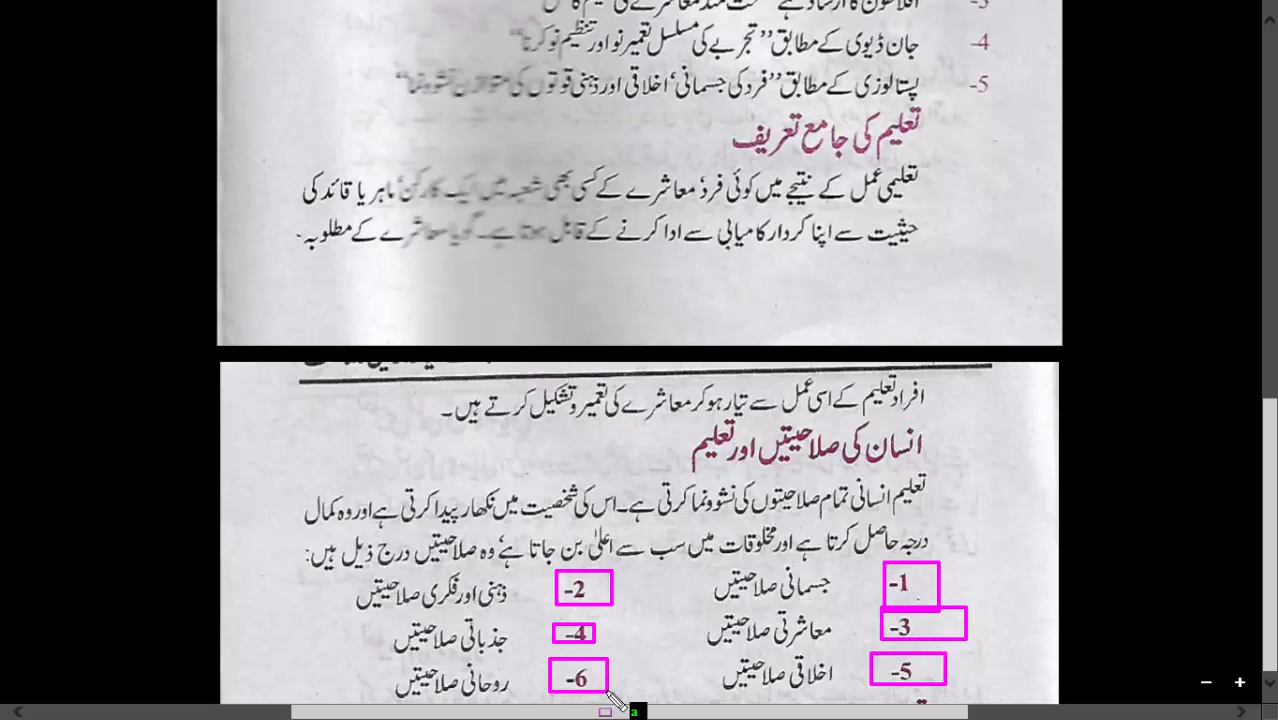 4- جان ڈیوی کے مطابق ”تجربے کی مسلسل تعمیر نو اور تنظیم نو کرنا“
5- پستالوزی کے مطابق ”فرد کی جسمانی‘ اخلاقی اور ذہنی قوتوں کی متوازن نشوونما“
تعلیم کی جامع تعریف
تعلیمی عمل کے نتیجے میں کوئی فرد‘ معاشرے کے کسی بھی شعبہ میں ایک کارکن‘ ماہر یا قائد کی
حیثیت سے اپنا کردار کامیابی سے ادا کرنے کے قابل ہوتا ہے۔ گویا معاشرے کے مطلوبہ
افراد تعلیم کے اسی عمل سے تیار ہو کر معاشرے کی تعمیر و تشکیل کرتے ہیں۔
انسان کی صلاحیتیں اور تعلیم
تعلیم انسانی تمام صلاحیتوں کی نشوونما کرتی ہے۔ اس کی شخصیت میں نکھار پیدا کرتی ہے اور وہ کمال
درجہ حاصل کرتا ہے اور مخلوقات میں سب سے اعلیٰ بن جاتا ہے‘ وہ صلاحیتیں درج ذیل ہیں:
1- جسمانی صلاحیتیں 2- ذہنی اور فکری صلاحیتیں
3- معاشرتی صلاحیتیں 4- جذباتی صلاحیتیں
5- اخلاقی صلاحیتیں 6- روحانی صلاحیتیں
a